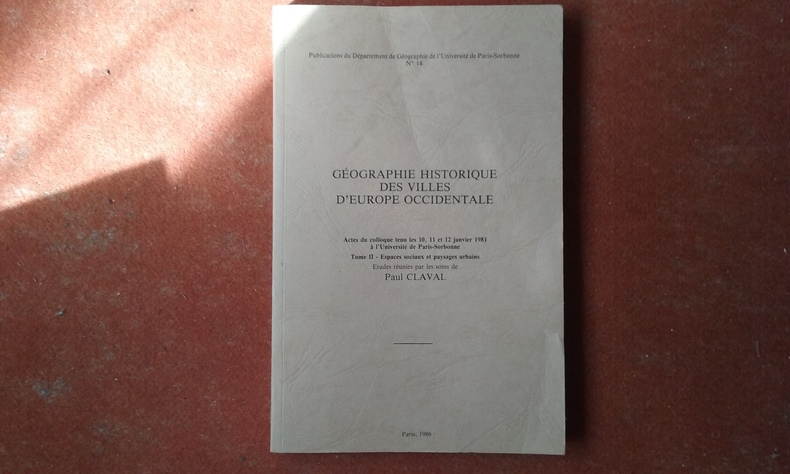 Publications du Département de Géographie de l'Université de Paris-Sorbonne
N° 14
GÉOGRAPHIE HISTORIQUE
DES VILLES
D'EUROPE OCCIDENTALE
Actes du colloque tenu les 10, 11 et 12 janvier 1981
à l'Université de Paris-Sorbonne
Tome II - Espaces sociaux et paysages urbains
Etudes réunies par les soins de
Paul CLAVAL
Paris, 1986